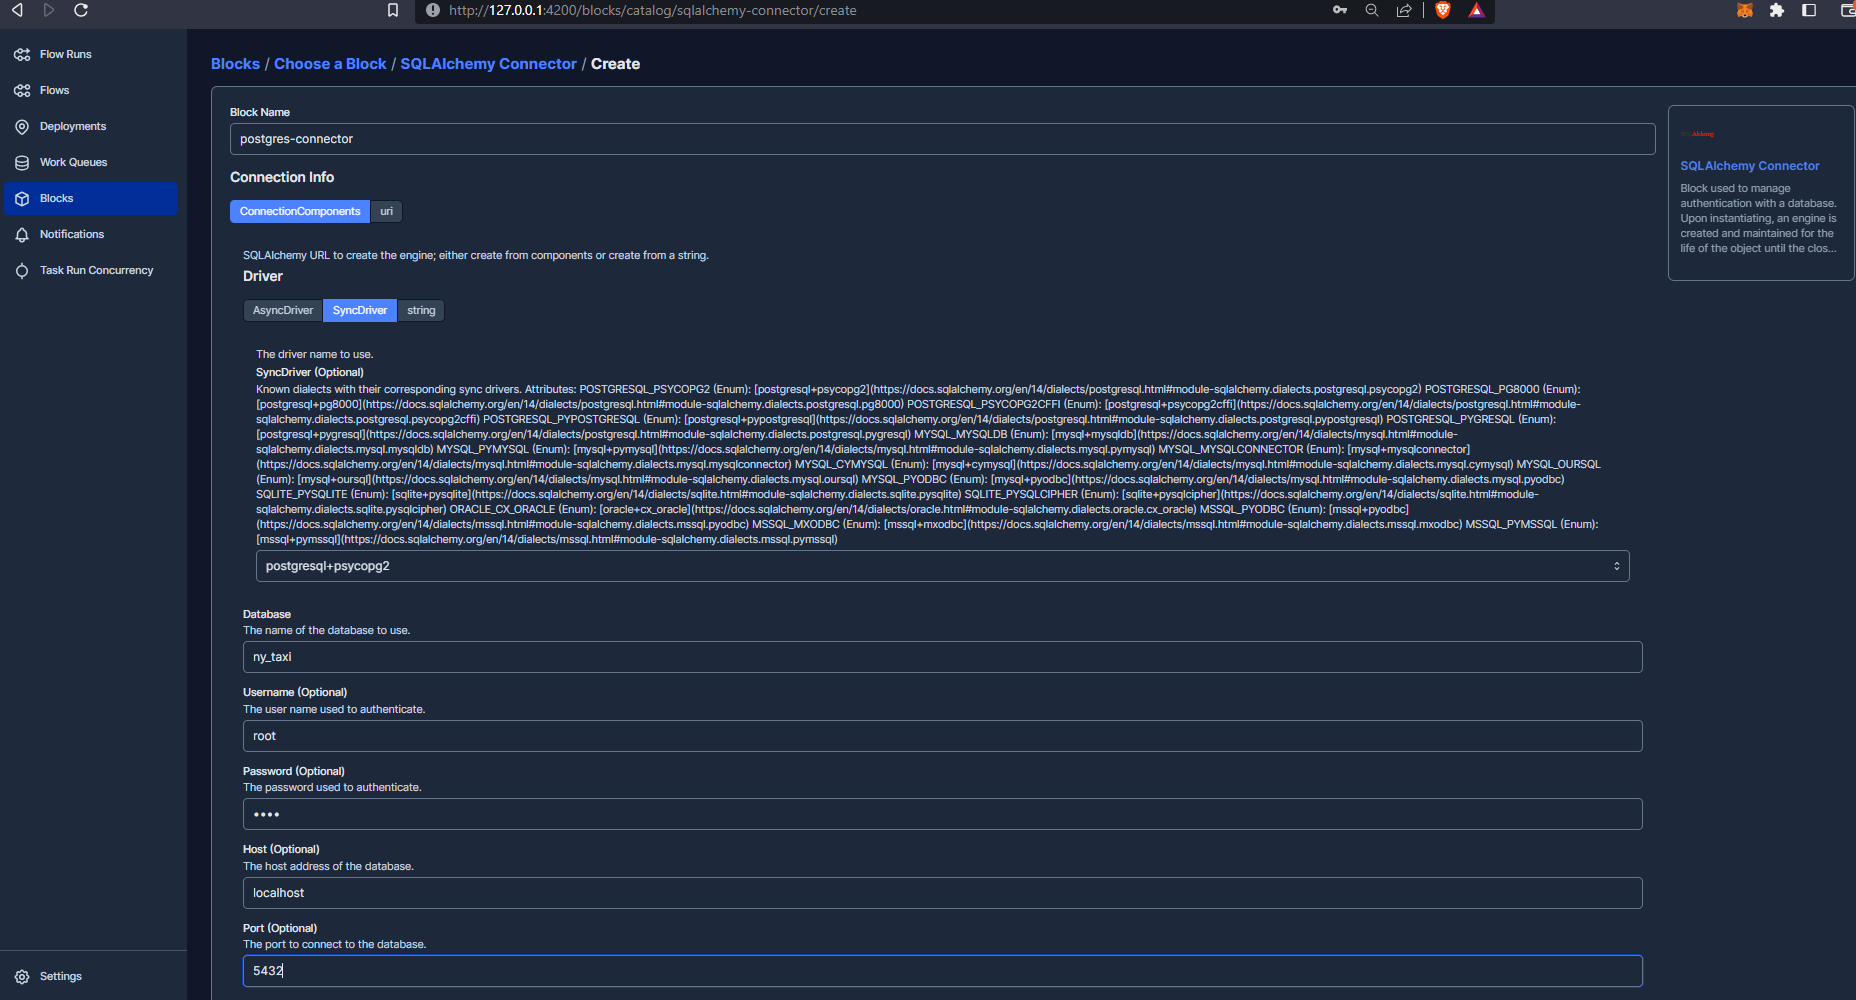 http://127.0.0.1:4200/blocks/catalog/sqlalchemy-connector/create
Flow Runs
Flows
Deployments
Work Queues
Blocks
Notifications
Task Run Concurrency
Settings
Blocks / Choose a Block / SQLAlchemy Connector / Create
Block Name
postgres-connector
Connection Info
ConnectionComponents uri
SQLAlchemy URL to create the engine; either create from components or create from a string.
Driver
AsyncDriver SyncDriver string
The driver name to use.
SyncDriver (Optional)
Known dialects with their corresponding sync drivers. Attributes: POSTGRESQL_PSYCOPG2 (Enum): [postgresql+psycopg2](https://docs.sqlalchemy.org/en/14/dialects/postgresql.html#module-sqlalchemy.dialects.postgresql.psycopg2) POSTGRESQL_PG8000 (Enum):
[postgresql+pg8000](https://docs.sqlalchemy.org/en/14/dialects/postgresql.html#module-sqlalchemy.dialects.postgresql.pg8000) POSTGRESQL_PSYCOPG2CFFI (Enum): [postgresql+psycopg2cffi](https://docs.sqlalchemy.org/en/14/dialects/postgresql.html#module-
sqlalchemy.dialects.postgresql.psycopg2cffi) POSTGRESQL_PYPOSTGRESQL (Enum): [postgresql+pypostgresql](https://docs.sqlalchemy.org/en/14/dialects/postgresql.html#module-sqlalchemy.dialects.postgresql.pypostgresql) POSTGRESQL_PYGRESQL (Enum):
[postgresql+pygresql](https://docs.sqlalchemy.org/en/14/dialects/postgresql.html#module-sqlalchemy.dialects.postgresql.pygresql) MYSQL_MYSQLDB (Enum): [mysql+mysqldb](https://docs.sqlalchemy.org/en/14/dialects/mysql.html#module-
sqlalchemy.dialects.mysql.mysqldb) MYSQL_PYMYSQL (Enum): [mysql+pymysql](https://docs.sqlalchemy.org/en/14/dialects/mysql.html#module-sqlalchemy.dialects.mysql.pymysql) MYSQL_MYSQLCONNECTOR (Enum): [mysql+mysqlconnector]
(https://docs.sqlalchemy.org/en/14/dialects/mysql.html#module-sqlalchemy.dialects.mysql.mysqlconnector) MYSQL_CYMYSQL (Enum): [mysql+cymysql](https://docs.sqlalchemy.org/en/14/dialects/mysql.html#module-sqlalchemy.dialects.mysql.cymysql) MYSQL_OURSQL
(Enum): [mysql+oursql](https://docs.sqlalchemy.org/en/14/dialects/mysql.html#module-sqlalchemy.dialects.mysql.oursql) MYSQL_PYODBC (Enum): [mysql+pyodbc](https://docs.sqlalchemy.org/en/14/dialects/mysql.html#module-sqlalchemy.dialects.mysql.pyodbc)
SQLITE_PYSQLITE (Enum): [sqlite+pysqlite](https://docs.sqlalchemy.org/en/14/dialects/sqlite.html#module-sqlalchemy.dialects.sqlite.pysqlite) SQLITE_PYSQLCIPHER (Enum): [sqlite+pysqlcipher](https://docs.sqlalchemy.org/en/14/dialects/sqlite.html#module-
sqlalchemy.dialects.sqlite.pysqlcipher) ORACLE_CX_ORACLE (Enum): [oracle+cx_oracle](https://docs.sqlalchemy.org/en/14/dialects/oracle.html#module-sqlalchemy.dialects.oracle.cx_oracle) MSSQL_PYODBC (Enum): [mssql+pyodbc]
(https://docs.sqlalchemy.org/en/14/dialects/mssql.html#module-sqlalchemy.dialects.mssql.pyodbc) MSSQL_MXODBC (Enum): [mssql+mxodbc](https://docs.sqlalchemy.org/en/14/dialects/mssql.html#module-sqlalchemy.dialects.mssql.mxodbc) MSSQL_PYMSSQL (Enum):
[mssql+pymssql](https://docs.sqlalchemy.org/en/14/dialects/mssql.html#module-sqlalchemy.dialects.mssql.pymssql)
postgresql+psycopg2
Database
The name of the database to use.
ny_taxi
Username (Optional)
The user name used to authenticate.
root
Password (Optional)
The password used to authenticate.
••••
Host (Optional)
The host address of the database.
localhost
Port (Optional)
The port to connect to the database.
5432
SQLAlchemy Connector
Block used to manage
authentication with a database.
Upon instantiating, an engine is
created and maintained for the
life of the object until the clos...